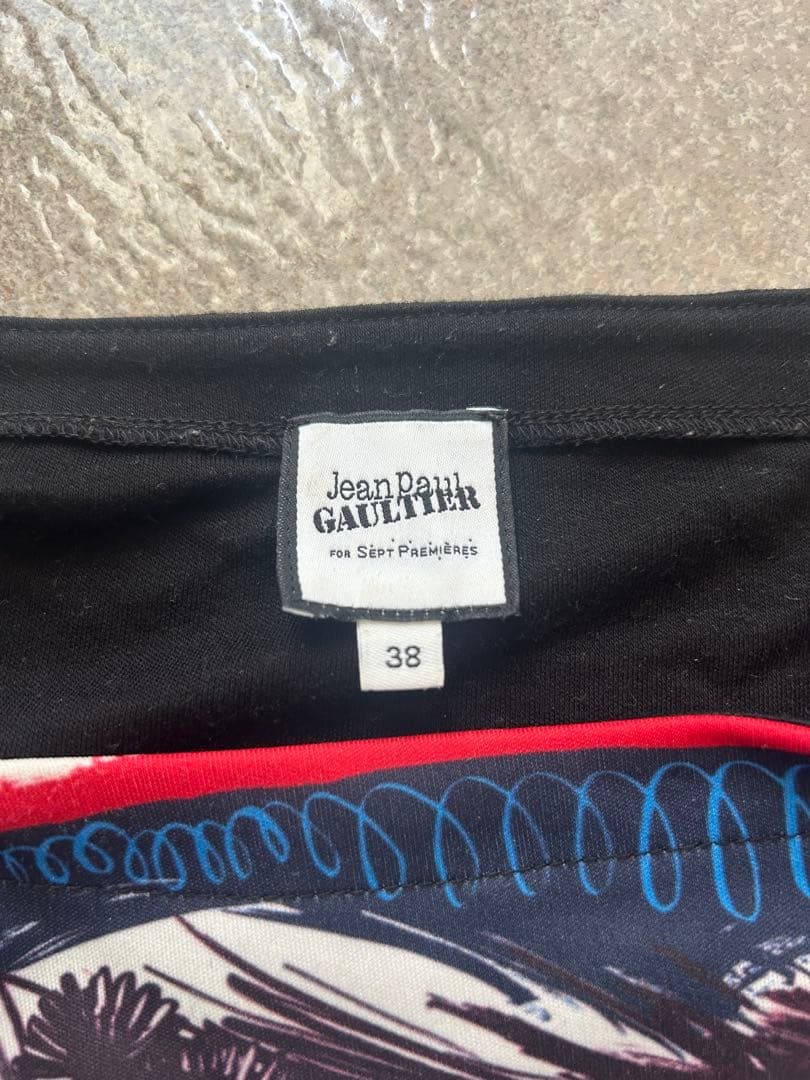 Jean Paul
GAULTIER
FOR SEPT PREMIÈRES
38